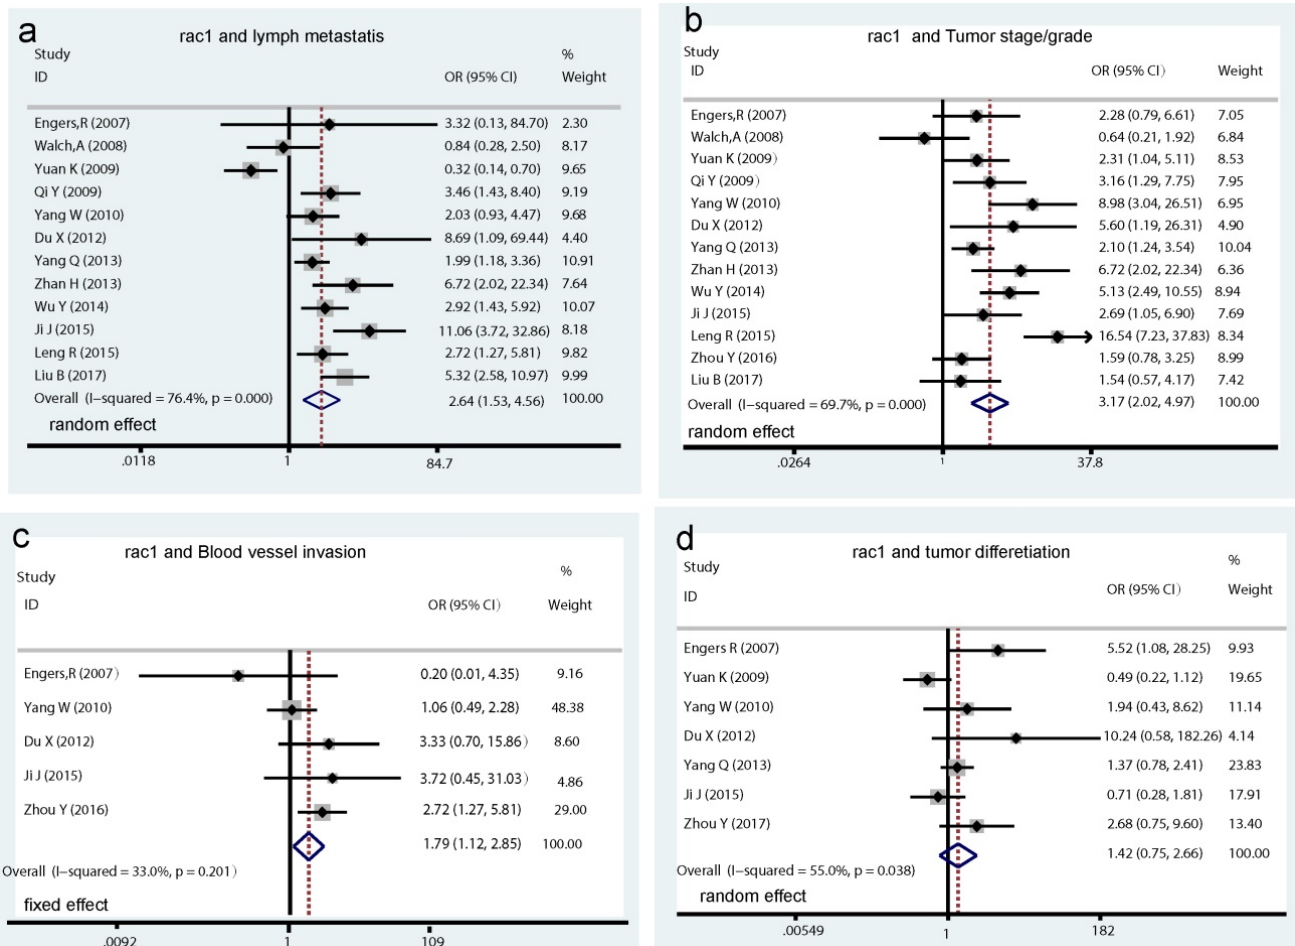 a
rac1 and lymph metastatis
Study %
ID OR (95% CI) Weight
Engers,R (2007) 3.32 (0.13, 84.70) 2.30
Walch,A (2008) 0.84 (0.28, 2.50) 8.17
Yuan K (2009) 0.32 (0.14, 0.70) 9.65
Qi Y (2009) 3.46 (1.43, 8.40) 9.19
Yang W (2010) 2.03 (0.93, 4.47) 9.68
Du X (2012) 8.69 (1.09, 69.44) 4.40
Yang Q (2013) 1.99 (1.18, 3.36) 10.91
Zhan H (2013) 6.72 (2.02, 22.34) 7.64
Wu Y (2014) 2.92 (1.43, 5.92) 10.07
Ji J (2015) 11.06 (3.72, 32.86) 8.18
Leng R (2015) 2.72 (1.27, 5.81) 9.82
Liu B (2017) 5.32 (2.58, 10.97) 9.99
Overall (I−squared = 76.4%, p = 0.000) 2.64 (1.53, 4.56) 100.00
random effect
.0118 1 84.7
b
rac1 and Tumor stage/grade
Study
ID OR (95% CI) Weight
Engers,R (2007) 2.28 (0.79, 6.61) 7.05
Walch,A (2008) 0.64 (0.21, 1.92) 6.84
Yuan K (2009) 2.31 (1.04, 5.11) 8.53
Qi Y (2009) 3.16 (1.29, 7.75) 7.95
Yang W (2010) 8.98 (3.04, 26.51) 6.95
Du X (2012) 5.60 (1.19, 26.31) 4.90
Yang Q (2013) 2.10 (1.24, 3.54) 10.04
Zhan H (2013) 6.72 (2.02, 22.34) 6.36
Wu Y (2014) 5.13 (2.49, 10.55) 8.94
Ji J (2015) 2.69 (1.05, 6.90) 7.69
Leng R (2015) 16.54 (7.23, 37.83) 8.34
Zhou Y (2016) 1.59 (0.78, 3.25) 8.99
Liu B (2017) 1.54 (0.57, 4.17) 7.42
Overall (I−squared = 69.7%, p = 0.000) 3.17 (2.02, 4.97) 100.00
random effect
.0264 1 37.8
c
rac1 and Blood vessel invasion
Study %
ID OR (95% CI) Weight
Engers,R (2007) 0.20 (0.01, 4.35) 9.16
Yang W (2010) 1.06 (0.49, 2.28) 48.38
Du X (2012) 3.33 (0.70, 15.86) 8.60
Ji J (2015) 3.72 (0.45, 31.03) 4.86
Zhou Y (2016) 2.72 (1.27, 5.81) 29.00
1.79 (1.12, 2.85) 100.00
Overall (I−squared = 33.0%, p = 0.201)
fixed effect
.0092 1 109
d
rac1 and tumor differetiation
Study %
ID OR (95% CI) Weight
Engers R (2007) 5.52 (1.08, 28.25) 9.93
Yuan K (2009) 0.49 (0.22, 1.12) 19.65
Yang W (2010) 1.94 (0.43, 8.62) 11.14
Du X (2012) 10.24 (0.58, 182.26) 4.14
Yang Q (2013) 1.37 (0.78, 2.41) 23.83
Ji J (2015) 0.71 (0.28, 1.81) 17.91
Zhou Y (2017) 2.68 (0.75, 9.60) 13.40
1.42 (0.75, 2.66) 100.00
Overall (I−squared = 55.0%, p = 0.038)
random effect
.00549 1 182